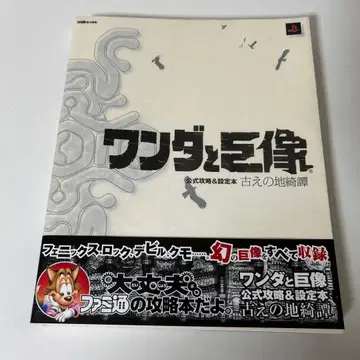 ワンダと巨像
公式攻略&設定本 古えの地綺譚
フェニックス、ロック、デビル、クモ……幻の巨像がすべて収録
大丈夫。
ファミ通の攻略本だよ。
ワンダと巨像
公式攻略&設定本
古えの地綺譚